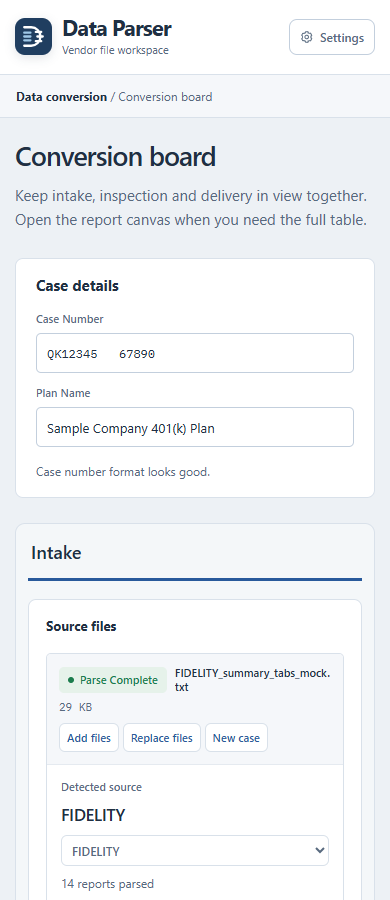 Data Parser
Vendor file workspace
Settings
Data conversion / Conversion board
Conversion board
Keep intake, inspection and delivery in view together.
Open the report canvas when you need the full table.
Case details
Case Number
QK12345   67890
Plan Name
Sample Company 401(k) Plan
Case number format looks good.
Intake
Source files
Parse Complete
FIDELITY_summary_tabs_mock.
txt
29 KB
Add files
Replace files
New case
Detected source
FIDELITY
FIDELITY
14 reports parsed